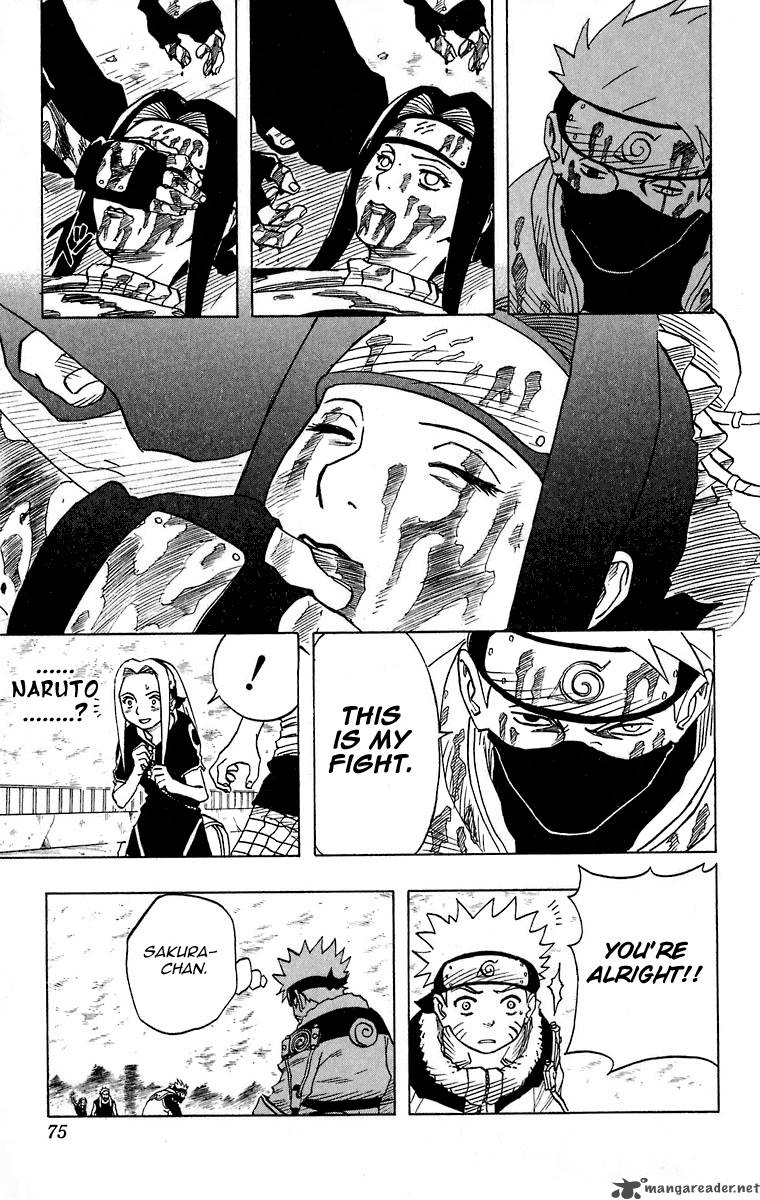 THIS
IS MY
FIGHT.
!
......
NARUTO
........?
YOU'RE
ALRIGHT!!
SAKURA-
CHAN.
75
mangareader.net